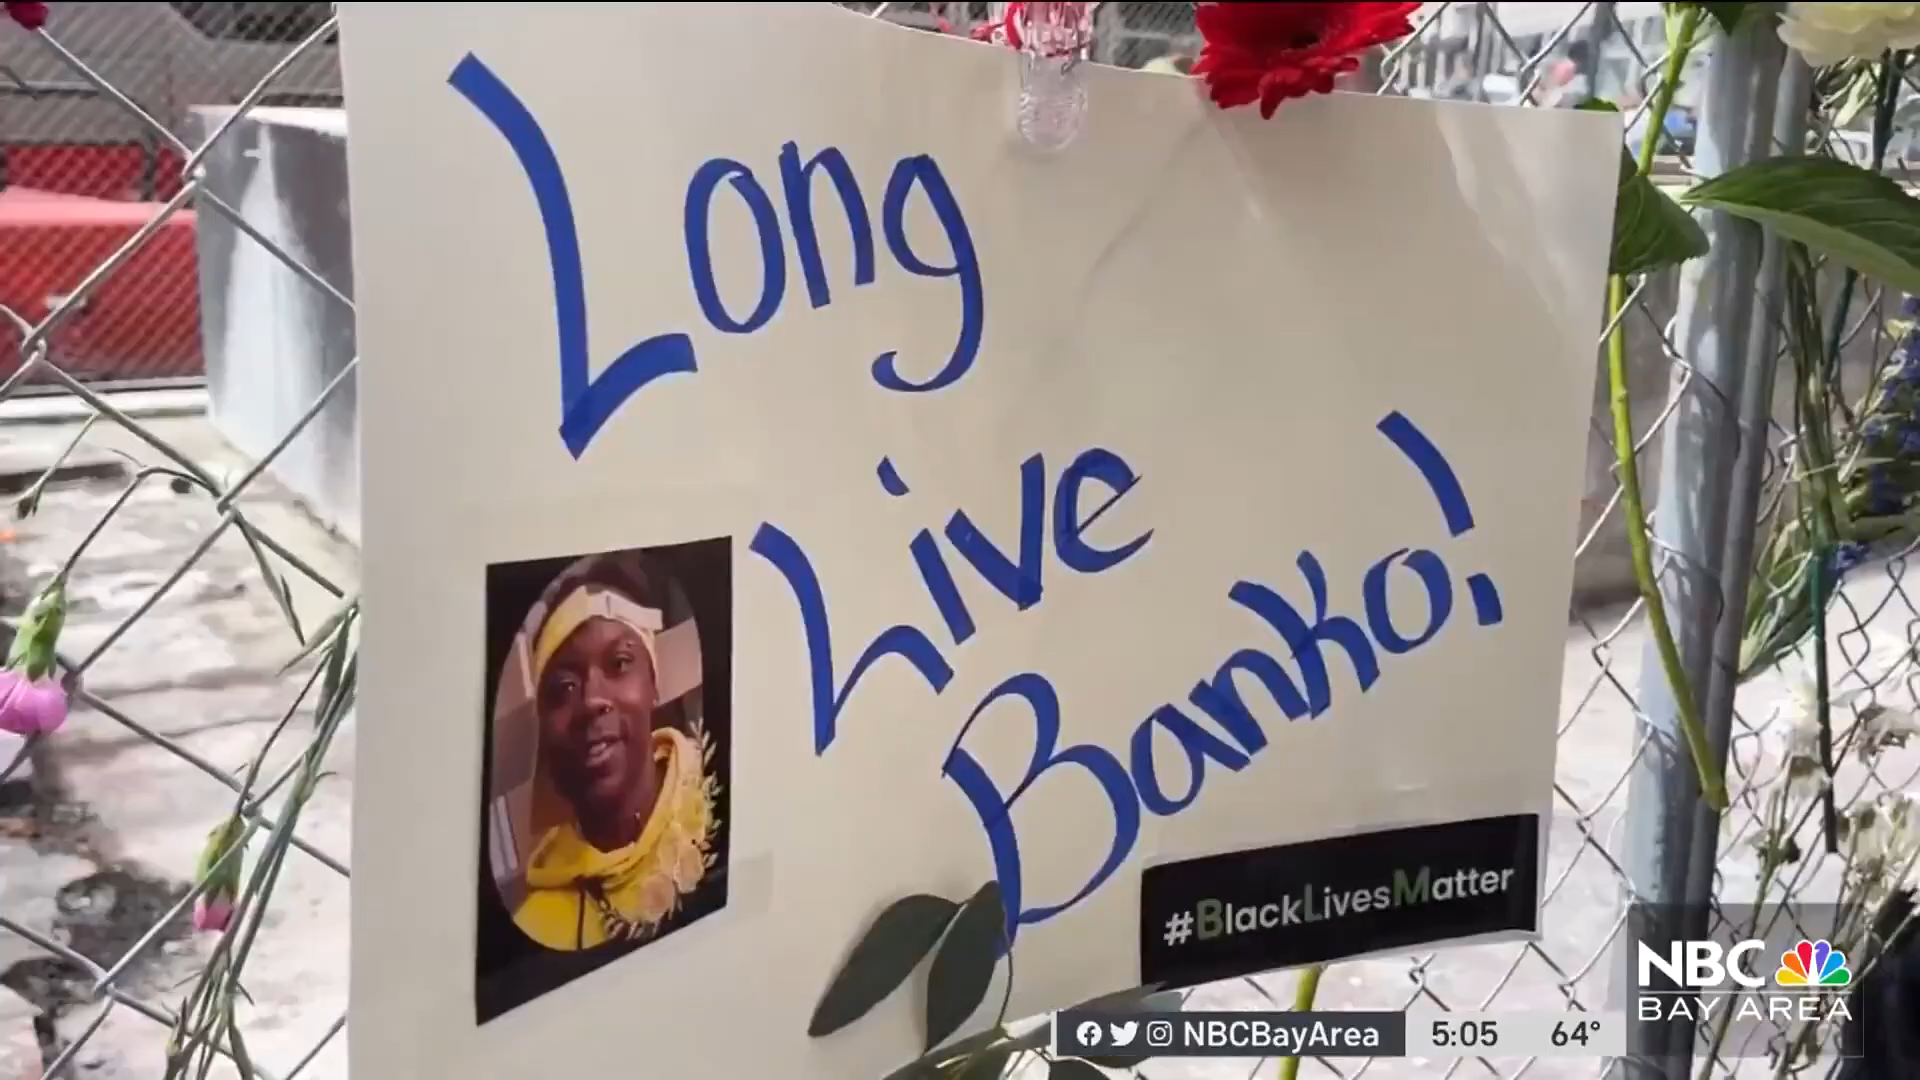 Long
Live
Banko!
#BlackLivesMatter
NBC
BAY AREA
NBCBayArea
5:05
64°